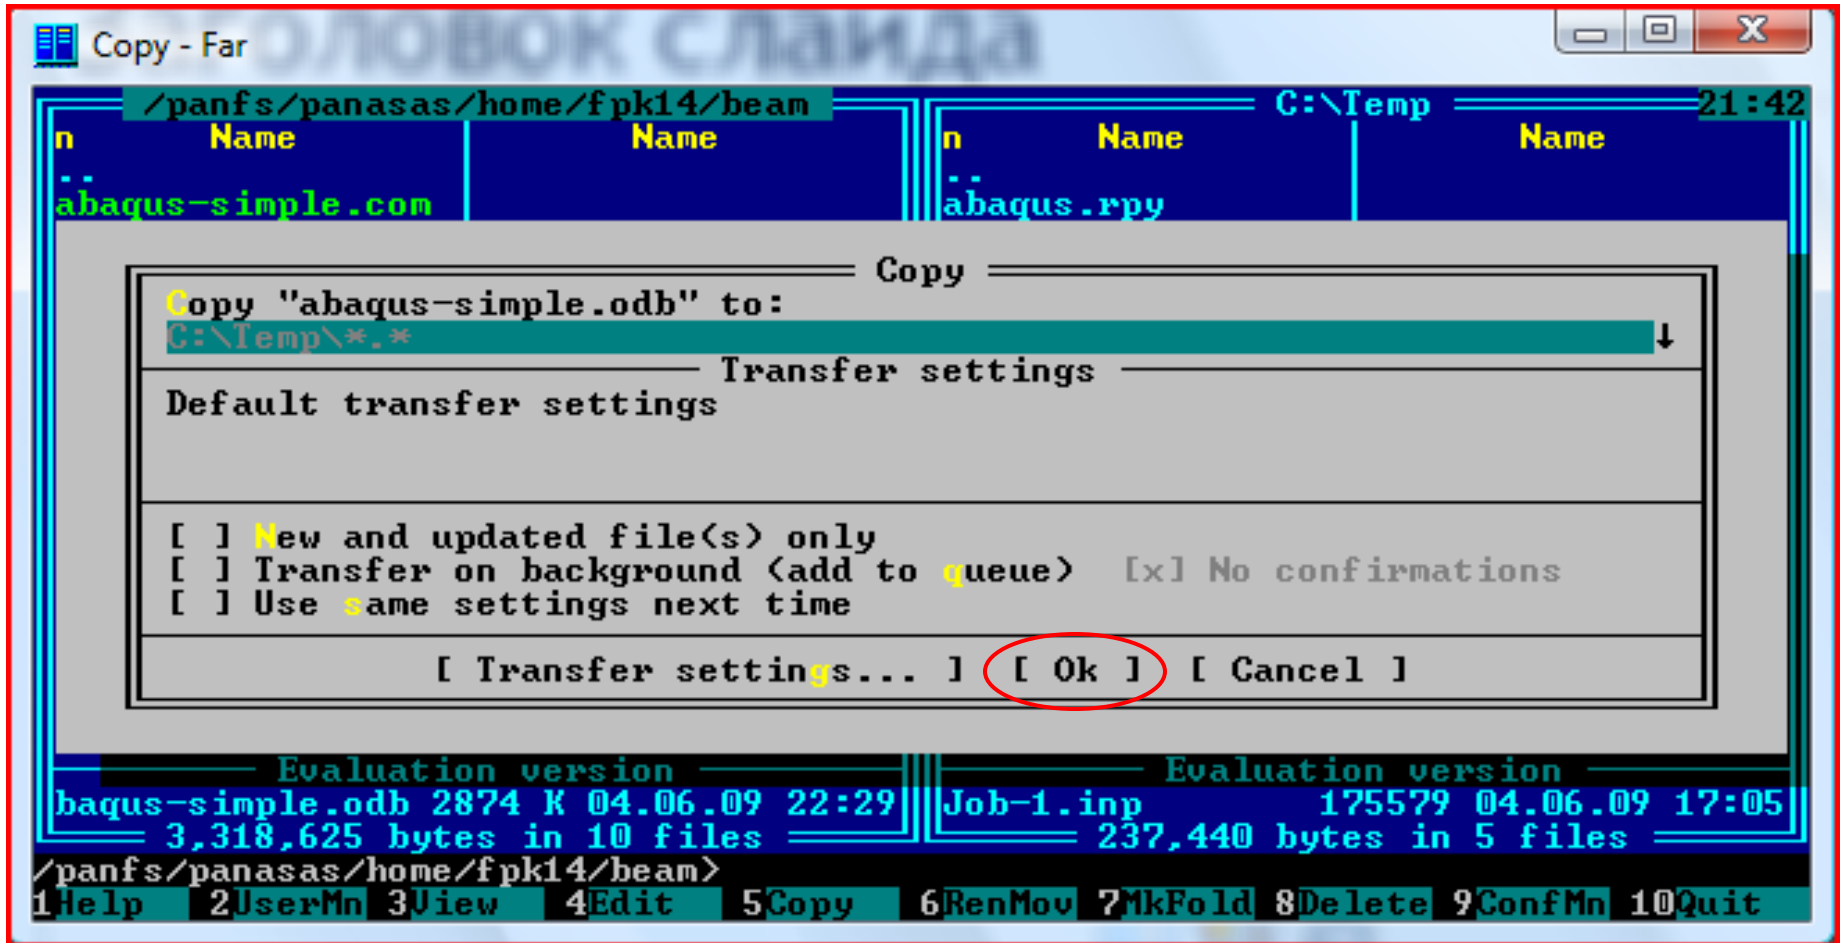 заголовок слайда
Copy - Far
/panfs/panasas/home/fpk14/beam C:\Temp 21:42
n Name Name n Name Name
.. ..
abaqus-simple.com abaqus.rpy
Copy
Copy "abaqus-simple.odb" to:
C:\Temp\*.* ↓
Transfer settings
Default transfer settings
[ ] New and updated file(s) only
[ ] Transfer on background (add to queue) [x] No confirmations
[ ] Use same settings next time
[ Transfer settings... ] [ Ok ] [ Cancel ]
Evaluation version Evaluation version
baqus-simple.odb 2874 K 04.06.09 22:29 Job-1.inp 175579 04.06.09 17:05
3,318,625 bytes in 10 files 237,440 bytes in 5 files
/panfs/panasas/home/fpk14/beam>
1Help 2UserMn 3View 4Edit 5Copy 6RenMov 7MkFold 8Delete 9ConfMn 10Quit